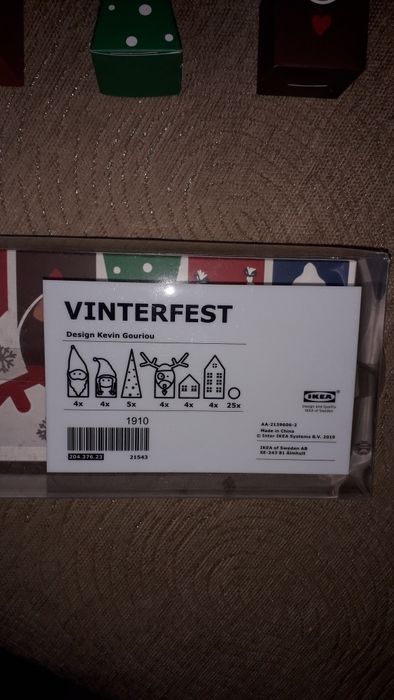 VINTERFEST
Design Kevin Gouriou
4x 4x 5x 4x 4x 4x 25x
1910
204.376.23 21543
IKEA®
Design and Quality
IKEA of Sweden
AA-2139606-2
Made in China
© Inter IKEA Systems B.V. 2019
IKEA of Sweden AB
SE-343 81 Älmhult